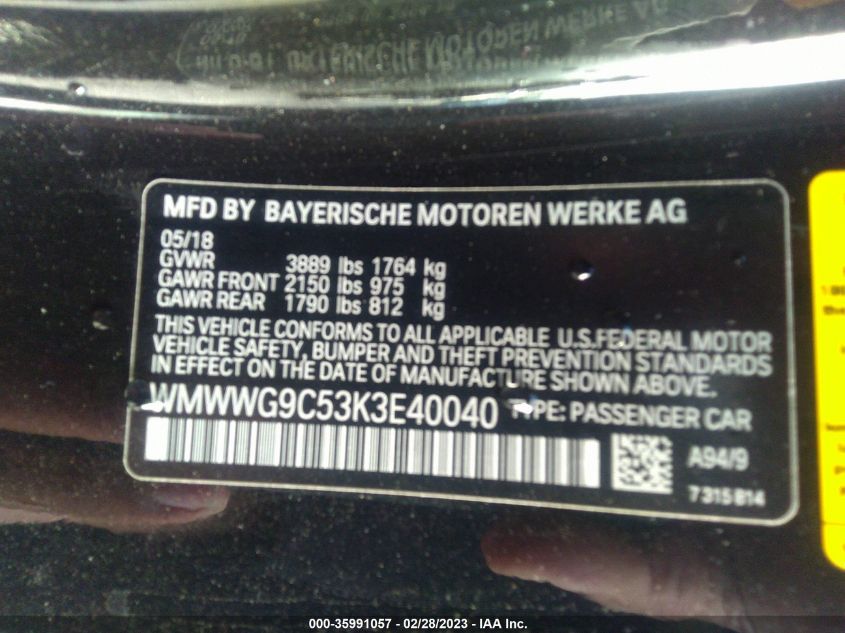 MFD BY BAYERISCHE MOTOREN WERKE AG
05/18
GVWR 3889 lbs 1764 kg
GAWR FRONT 2150 lbs 975 kg
GAWR REAR 1790 lbs 812 kg
THIS VEHICLE CONFORMS TO ALL APPLICABLE U.S.FEDERAL MOTOR
VEHICLE SAFETY, BUMPER AND THEFT PREVENTION STANDARDS
IN EFFECT ON THE DATE OF MANUFACTURE SHOWN ABOVE.
WMWWG9C53K3E40040 TYPE: PASSENGER CAR
A94/9
7315814
000-35991057 / 02/28/2023 — IAA Inc.